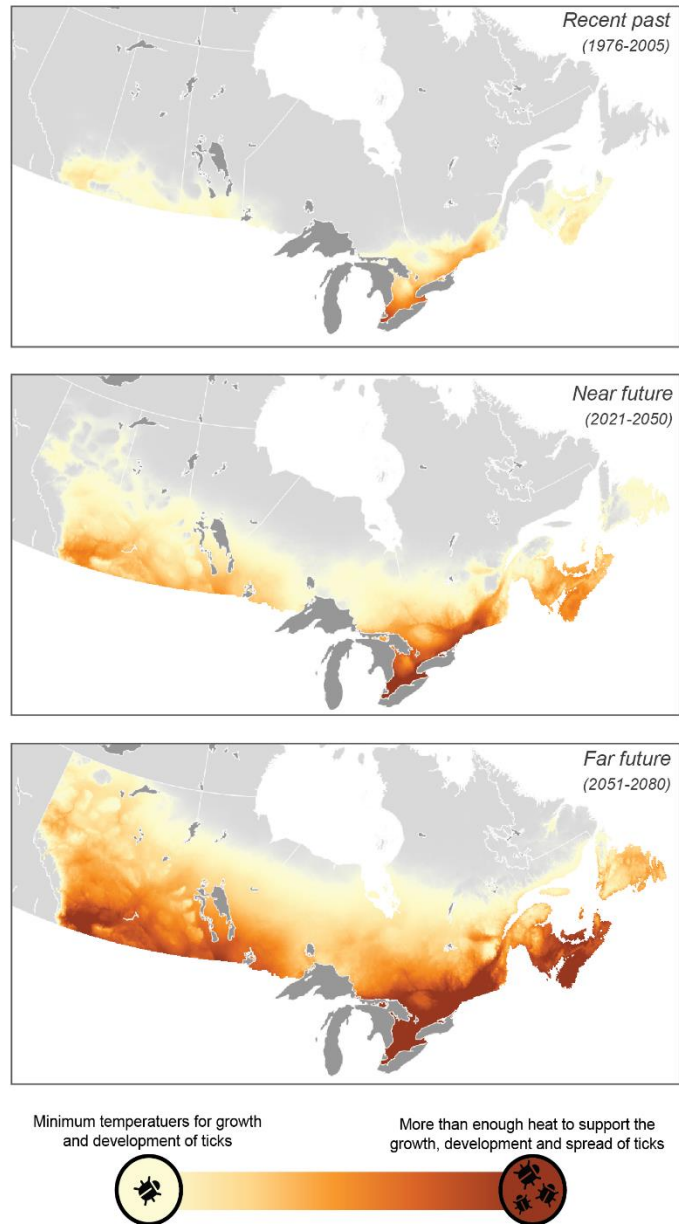 Recent past
(1976-2005)
Near future
(2021-2050)
Far future
(2051-2080)
Minimum temperatuers for growth
and development of ticks
More than enough heat to support the
growth, development and spread of ticks